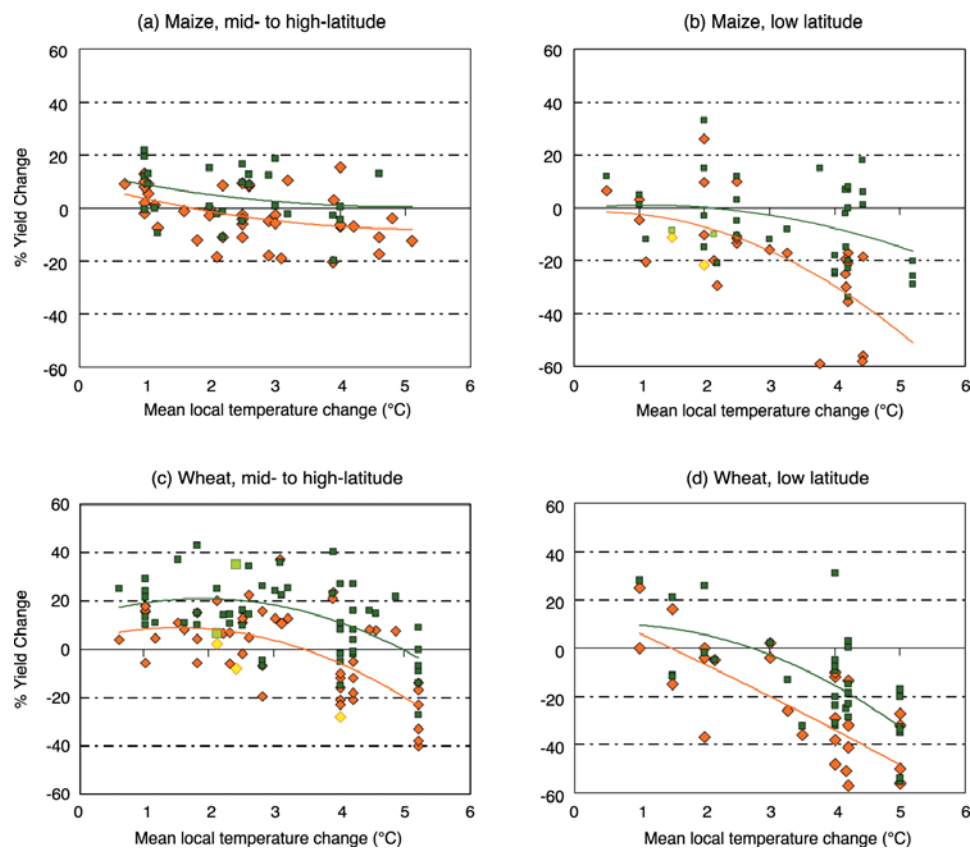 (a) Maize, mid- to high-latitude
(b) Maize, low latitude
% Yield Change
60
40
20
0
-20
-40
-60
0 1 2 3 4 5 6
Mean local temperature change (°C)
60
40
20
0
-20
-40
-60
0 1 2 3 4 5 6
Mean local temperature change (°C)
(c) Wheat, mid- to high-latitude
(d) Wheat, low latitude
% Yield Change
60
40
20
0
-20
-40
-60
0 1 2 3 4 5 6
Mean local temperature change (°C)
60
40
20
0
-20
-40
-60
0 1 2 3 4 5 6
Mean local temperature change (°C)